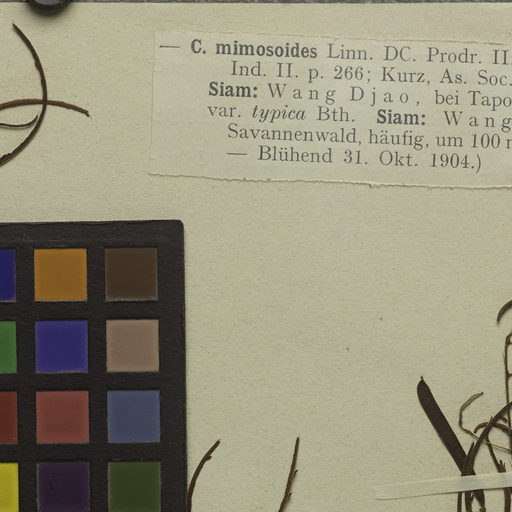 — C. mimosoides Linn. DC. Prodr. II.
Ind. II. p. 266; Kurz, As. Soc.
Siam: Wang Djao, bei Tapo
var. typica Bth. Siam: Wang
Savannenwald, häufig, um 100 m
— Blühend 31. Okt. 1904.)